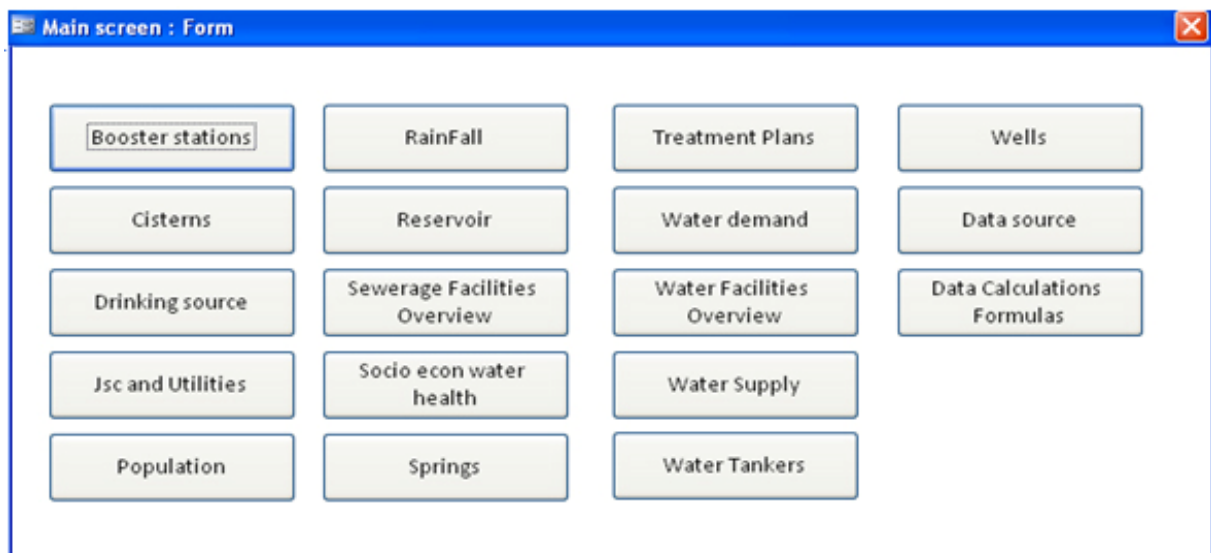 Main screen : Form
Booster stations
RainFall
Treatment Plans
Wells
Cisterns
Reservoir
Water demand
Data source
Drinking source
Sewerage Facilities
Overview
Water Facilities
Overview
Data Calculations
Formulas
Jsc and Utilities
Socio econ water
health
Water Supply
Population
Springs
Water Tankers